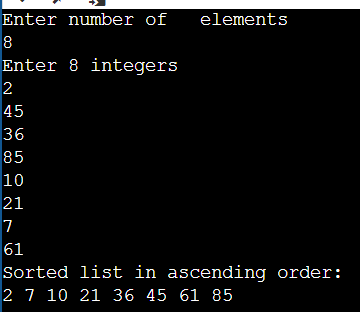 Enter number of   elements
8
Enter 8 integers
2
45
36
85
10
21
7
61
Sorted list in ascending order:
2 7 10 21 36 45 61 85